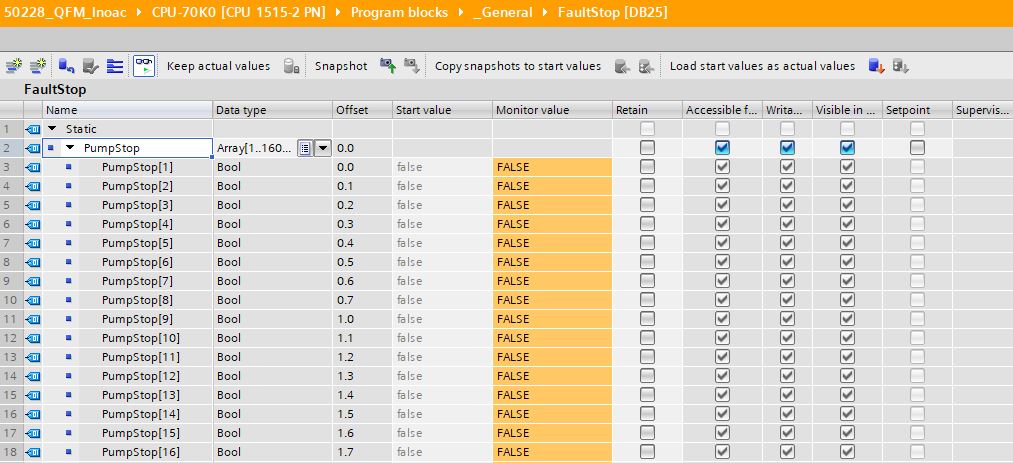 50228_QFM_Inoac CPU-70K0 [CPU 1515-2 PN] Program blocks _General FaultStop [DB25]
Keep actual values Snapshot Copy snapshots to start values Load start values as actual values
FaultStop
Name Data type Offset Start value Monitor value Retain Accessible f... Writa... Visible in ... Setpoint Supervis...
1 Static
2 PumpStop Array[1..160... 0.0
3 PumpStop[1] Bool 0.0 false FALSE
4 PumpStop[2] Bool 0.1 false FALSE
5 PumpStop[3] Bool 0.2 false FALSE
6 PumpStop[4] Bool 0.3 false FALSE
7 PumpStop[5] Bool 0.4 false FALSE
8 PumpStop[6] Bool 0.5 false FALSE
9 PumpStop[7] Bool 0.6 false FALSE
10 PumpStop[8] Bool 0.7 false FALSE
11 PumpStop[9] Bool 1.0 false FALSE
12 PumpStop[10] Bool 1.1 false FALSE
13 PumpStop[11] Bool 1.2 false FALSE
14 PumpStop[12] Bool 1.3 false FALSE
15 PumpStop[13] Bool 1.4 false FALSE
16 PumpStop[14] Bool 1.5 false FALSE
17 PumpStop[15] Bool 1.6 false FALSE
18 PumpStop[16] Bool 1.7 false FALSE